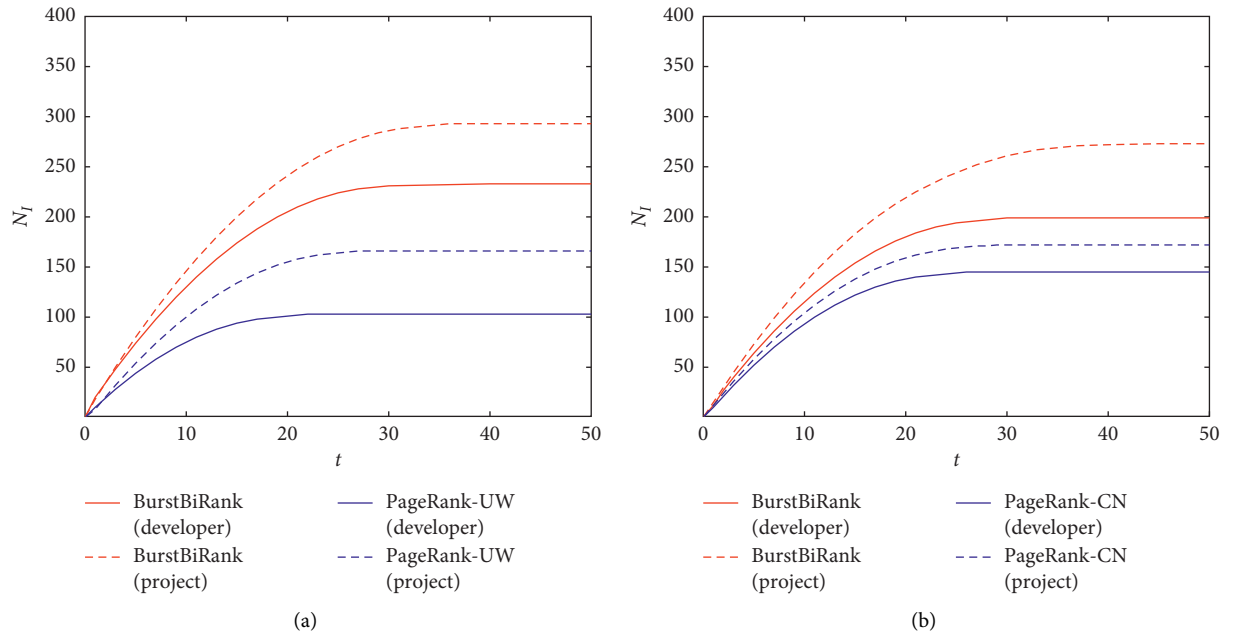 400
350
300
250
200
150
100
50
N_I
0
10
20
30
40
50
t
BurstBiRank
(developer)
BurstBiRank
(project)
PageRank-UW
(developer)
PageRank-UW
(project)
(a)
400
350
300
250
200
150
100
50
N_I
0
10
20
30
40
50
t
BurstBiRank
(developer)
BurstBiRank
(project)
PageRank-CN
(developer)
PageRank-CN
(project)
(b)